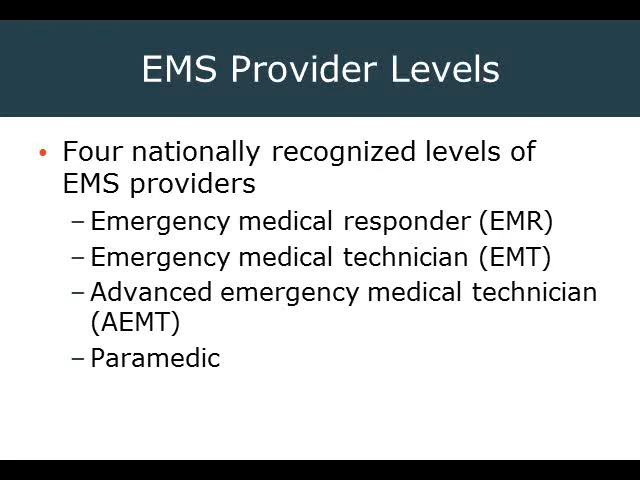 EMS Provider Levels
• Four nationally recognized levels of
EMS providers
– Emergency medical responder (EMR)
– Emergency medical technician (EMT)
– Advanced emergency medical technician
(AEMT)
– Paramedic